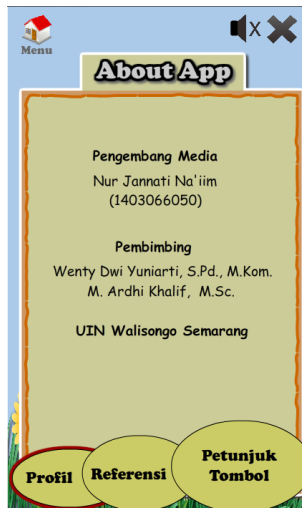 Menu
X
About App
Pengembang Media
Nur Jannati Na'iim
(1403066050)
Pembimbing
Wenty Dwi Yuniarti, S.Pd., M.Kom.
M. Ardhi Khalif, M.Sc.
UIN Walisongo Semarang
Profil
Referensi
Petunjuk
Tombol